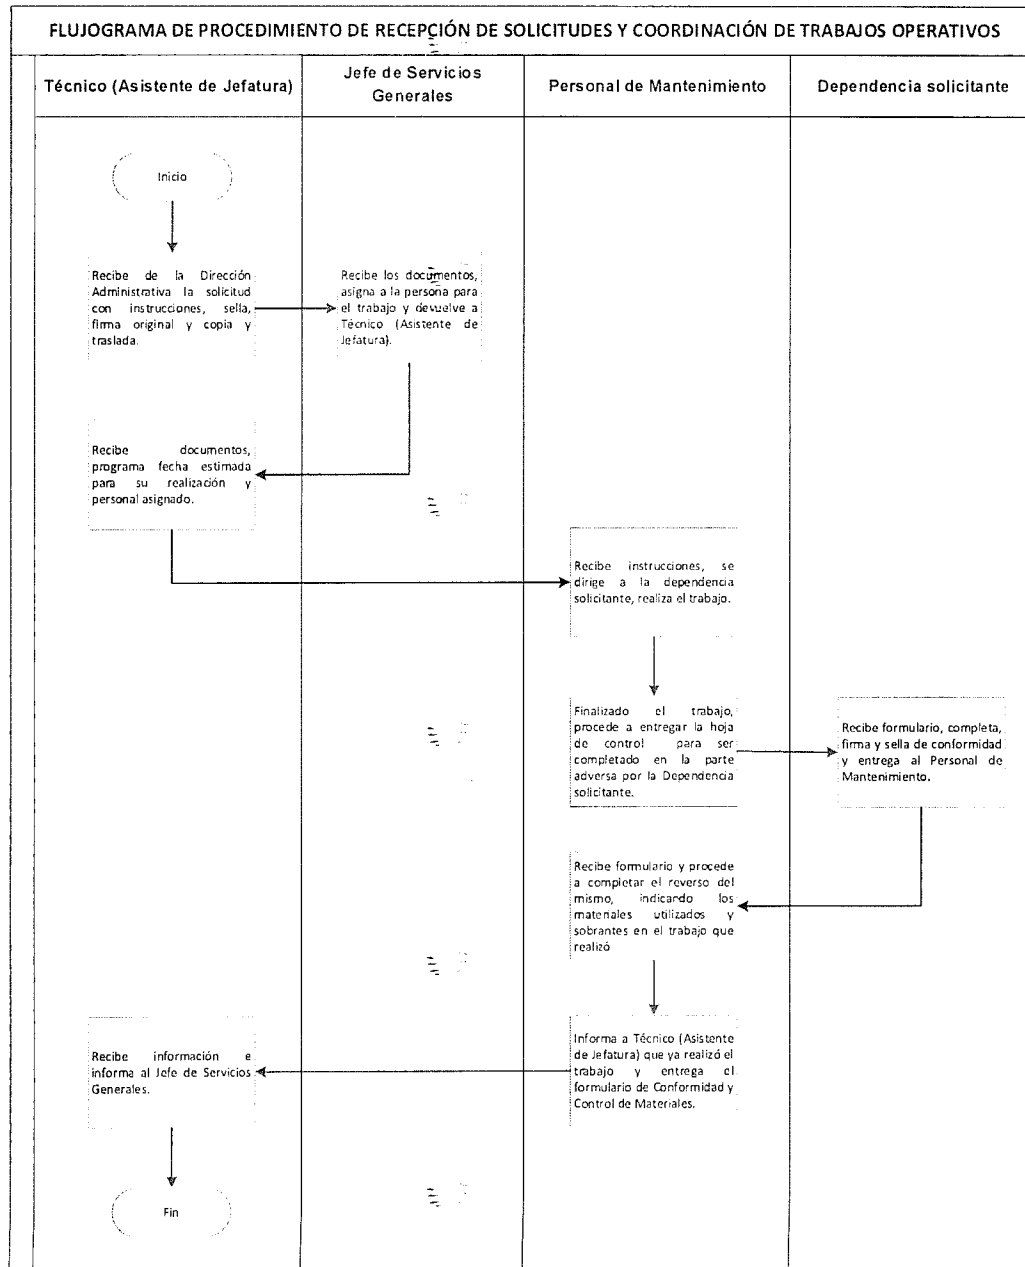 FLUJOGRAMA DE PROCEDIMIENTO DE RECEPCIÓN DE SOLICITUDES Y COORDINACIÓN DE TRABAJOS OPERATIVOS
Técnico (Asistente de Jefatura)
Jefe de Servicios
Generales
Personal de Mantenimiento
Dependencia solicitante
Inicio
Recibe de la Dirección
Administrativa la solicitud
con instrucciones, sella,
firma original y copia y
traslada.
Recibe los documentos,
asigna a la persona para
el trabajo y devuelve a
Técnico (Asistente de
Jefatura).
Recibe documentos,
programa fecha estimada
para su realización y
personal asignado.
Recibe instrucciones, se
dirige a la dependencia
solicitante, realiza el trabajo.
Finalizado el trabajo,
procede a entregar la hoja
de control para ser
completado en la parte
adversa por la Dependencia
solicitante.
Recibe formulario, completa,
firma y sella de conformidad
y entrega al Personal de
Mantenimiento.
Recibe formulario y procede
a completar el reverso del
mismo, indicando los
materiales utilizados y
sobrantes en el trabajo que
realizó
Informa a Técnico (Asistente
de Jefatura) que ya realizó el
trabajo y entrega el
formulario de Conformidad y
Control de Materiales.
Recibe información e
informa al Jefe de Servicios
Generales.
Fin